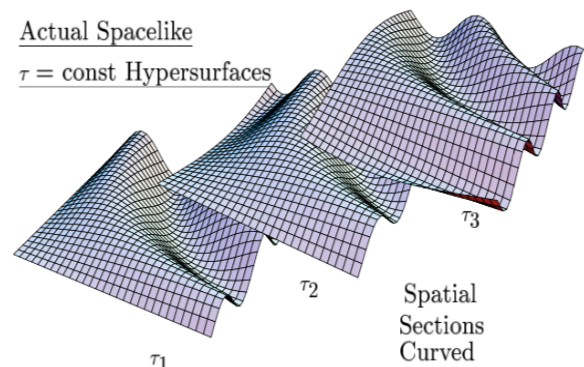 Actual Spacelike
τ = const Hypersurfaces
τ₃
τ₂
Spatial
Sections
Curved
τ₁